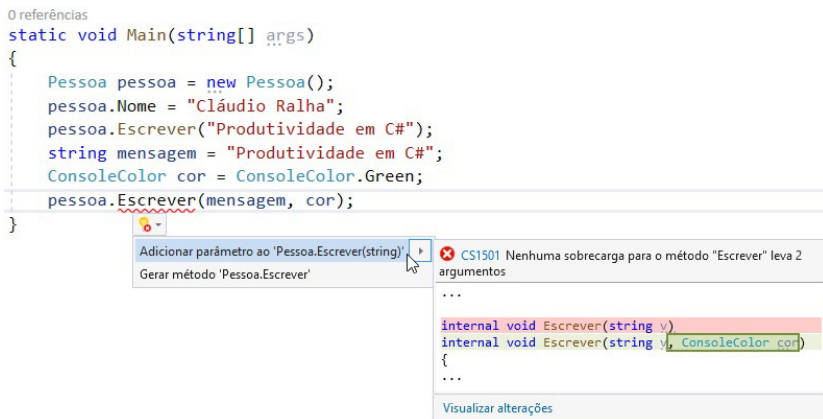 0 referências
static void Main(string[] args)
{
Pessoa pessoa = new Pessoa();
pessoa.Nome = "Cláudio Ralha";
pessoa.Escrever("Produtividade em C#");
string mensagem = "Produtividade em C#";
ConsoleColor cor = ConsoleColor.Green;
pessoa.Escrever(mensagem, cor);
}
Adicionar parâmetro ao 'Pessoa.Escrever(string)'
Gerar método 'Pessoa.Escrever'
CS1501 Nenhuma sobrecarga para o método "Escrever" leva 2
argumentos
...
internal void Escrever(string v)
internal void Escrever(string v, ConsoleColor cor)
{
...
Visualizar alterações